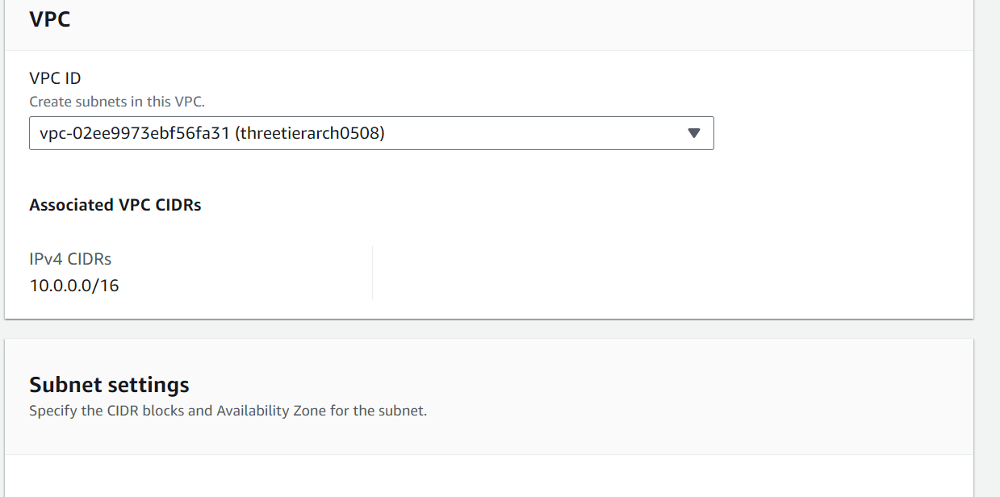 VPC
VPC ID
Create subnets in this VPC.
vpc-02ee9973ebf56fa31 (threetierarch0508)
Associated VPC CIDRs
IPv4 CIDRs
10.0.0.0/16
Subnet settings
Specify the CIDR blocks and Availability Zone for the subnet.